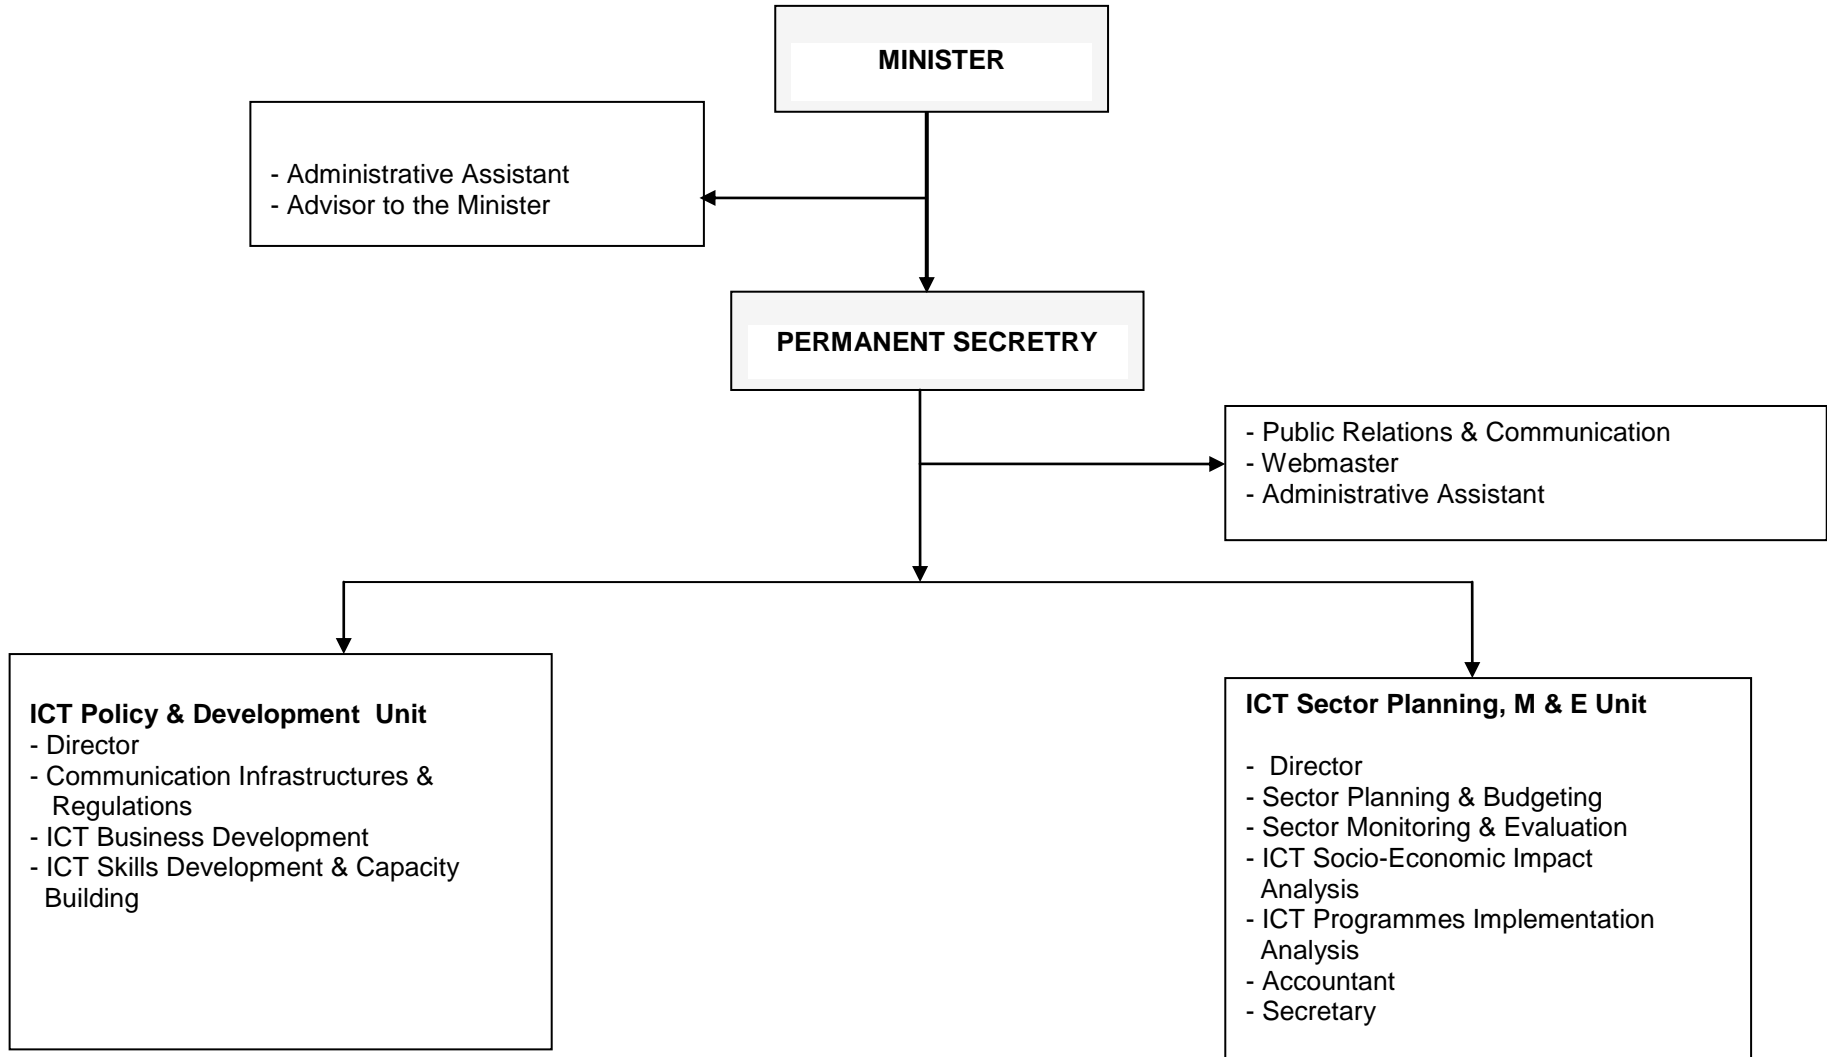 MINISTER
- Administrative Assistant
- Advisor to the Minister
PERMANENT SECRETRY
- Public Relations & Communication
- Webmaster
- Administrative Assistant
ICT Policy & Development  Unit
- Director
- Communication Infrastructures &
Regulations
- ICT Business Development
- ICT Skills Development & Capacity
Building
ICT Sector Planning, M & E Unit
-  Director
- Sector Planning & Budgeting
- Sector Monitoring & Evaluation
- ICT Socio-Economic Impact
Analysis
- ICT Programmes Implementation
Analysis
- Accountant
- Secretary